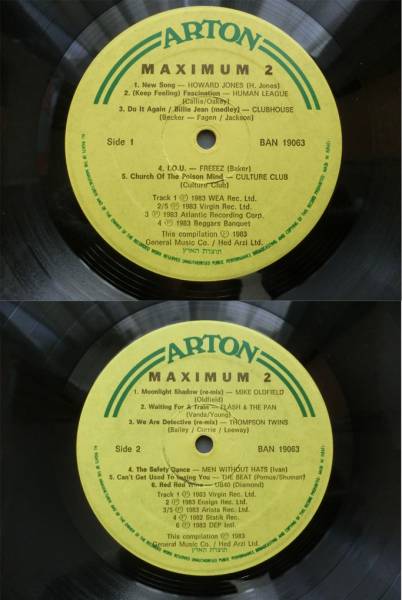 ARTON
MAXIMUM 2
1. New Song — HOWARD JONES (H. Jones)
2. (Keep Feeling) Fascination — HUMAN LEAGUE
(Callis/Oakey)
3. Do It Again / Billie Jean (medley) — CLUBHOUSE
(Becker — Fagen / Jackson)
Side 1
BAN 19063
4. I.O.U. — FREEEZ (Baker)
5. Church Of The Poison Mind — CULTURE CLUB
(Culture Club)
Track 1 Ⓟ 1983 WEA Rec. Ltd.
2/5 Ⓟ 1983 Virgin Rec. Ltd.
3 Ⓟ 1983 Atlantic Recording Corp.
4 Ⓟ 1983 Beggars Banquet
This compilation Ⓟ 1983
General Music Co. / Hed Arzi Ltd.
תוצרת הארץ
ARTON
MAXIMUM 2
1. Moonlight Shadow (re-mix) — MIKE OLDFIELD
(Oldfield)
2. Waiting For A Train — FLASH & THE PAN
(Vanda/Young)
3. We Are Detective (re-mix) — THOMPSON TWINS
(Bailey / Currie / Leeway)
Side 2
BAN 19063
4. The Safety Dance — MEN WITHOUT HATS (Ivan)
5. Can't Get Used To Losing You — THE BEAT (Pomus/Shuman)
6. Red Red Wine — UB40 (Diamond)
Track 1 Ⓟ 1983 Virgin Rec. Ltd.
2 Ⓟ 1983 Ensign Rec. Ltd.
3/5 Ⓟ 1983 Arista Rec. Ltd.
4 Ⓟ 1982 Statik Rec.
6 Ⓟ 1983 DEP Intl.
This compilation Ⓟ 1983
General Music Co. / Hed Arzi Ltd.
תוצרת הארץ